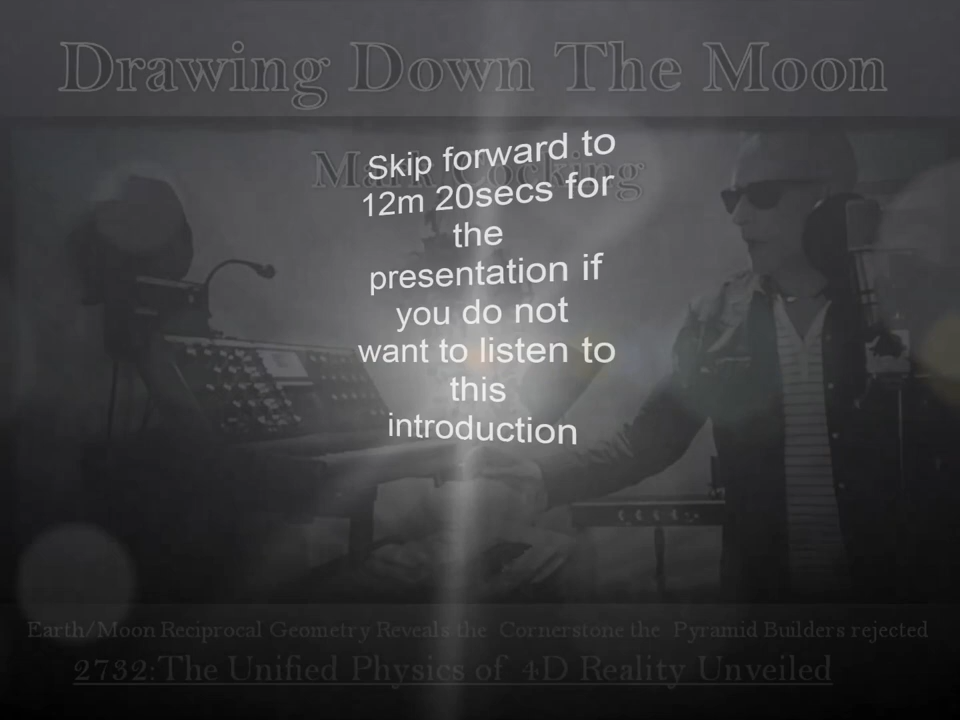 Drawing Down The Moon
Mark Cocking
Skip forward to
12m 20secs for
the
presentation if
you do not
want to listen to
this
introduction
Earth/Moon Reciprocal Geometry Reveals the Cornerstone the Pyramid Builders rejected
2732:The Unified Physics of 4D Reality Unveiled